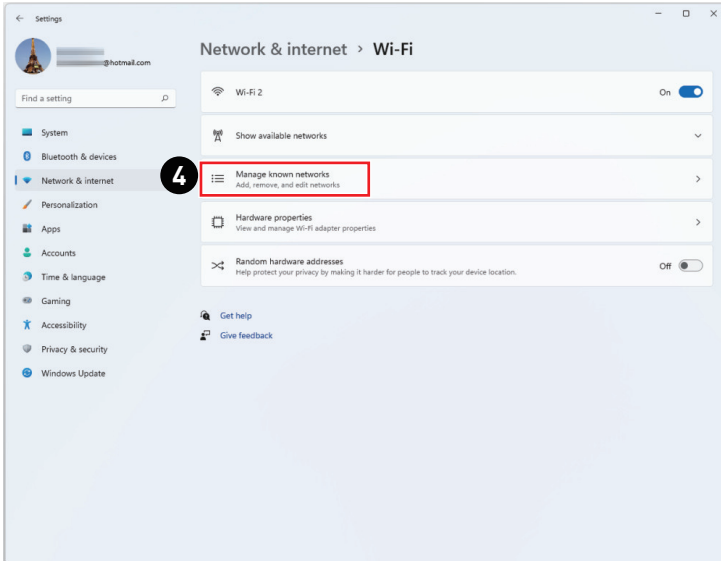 Settings
@hotmail.com
Find a setting
System
Bluetooth & devices
Network & internet
Personalization
Apps
Accounts
Time & language
Gaming
Accessibility
Privacy & security
Windows Update
Network & internet > Wi-Fi
Wi-Fi 2
On
Show available networks
4
Manage known networks
Add, remove, and edit networks
Hardware properties
View and manage Wi-Fi adapter properties
Random hardware addresses
Help protect your privacy by making it harder for people to track your device location.
Off
Get help
Give feedback